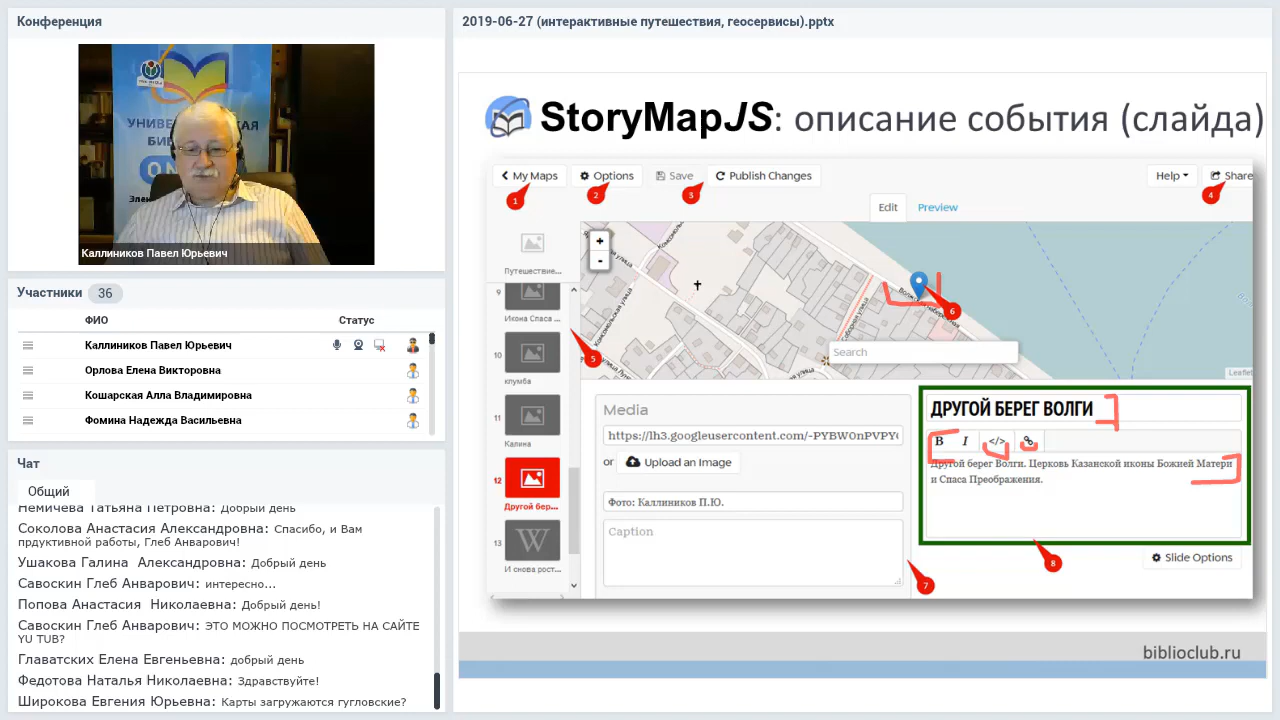 Конференция
УНИВ
СКАЯ
БИБ
ON
Элек
Каллиников Павел Юрьевич
Участники 36
ФИО Статус
Каллиников Павел Юрьевич
Орлова Елена Викторовна
Кошарская Алла Владимировна
Фомина Надежда Васильевна
Чат
Общий
Немичева Татьяна Петровна: Добрый день
Соколова Анастасия Александровна: Спасибо, и Вам
прдуктивной работы, Глеб Анварович!
Ушакова Галина Александровна: Добрый день
Савоскин Глеб Анварович: интересно...
Попова Анастасия Николаевна: Добрый день!
Савоскин Глеб Анварович: ЭТО МОЖНО ПОСМОТРЕТЬ НА САЙТЕ
YU TUB?
Главатских Елена Евгеньевна: добрый день
Федотова Наталья Николаевна: Здравствуйте!
Широкова Евгения Юрьевна: Карты загружаются гугловские?
2019-06-27 (интерактивные путешествия, геосервисы).pptx
StoryMapJS: описание события (слайда)
My Maps Options Save Publish Changes Help Share
1 2 3 4
Edit Preview
Путешествие...
9
Икона Спаса ...
10
клумба
11
Калина
12
Другой бер...
13
W
И снова рост...
+
-
5
6
Search
Leaflet
Media
https://lh3.googleusercontent.com/-PYBW0nPVPY
or Upload an Image
Фото: Каллиников П.Ю.
Caption
7
ДРУГОЙ БЕРЕГ ВОЛГИ
B I </>
Другой берег Волги. Церковь Казанской иконы Божией Матери
и Спаса Преображения.
8
Slide Options
biblioclub.ru